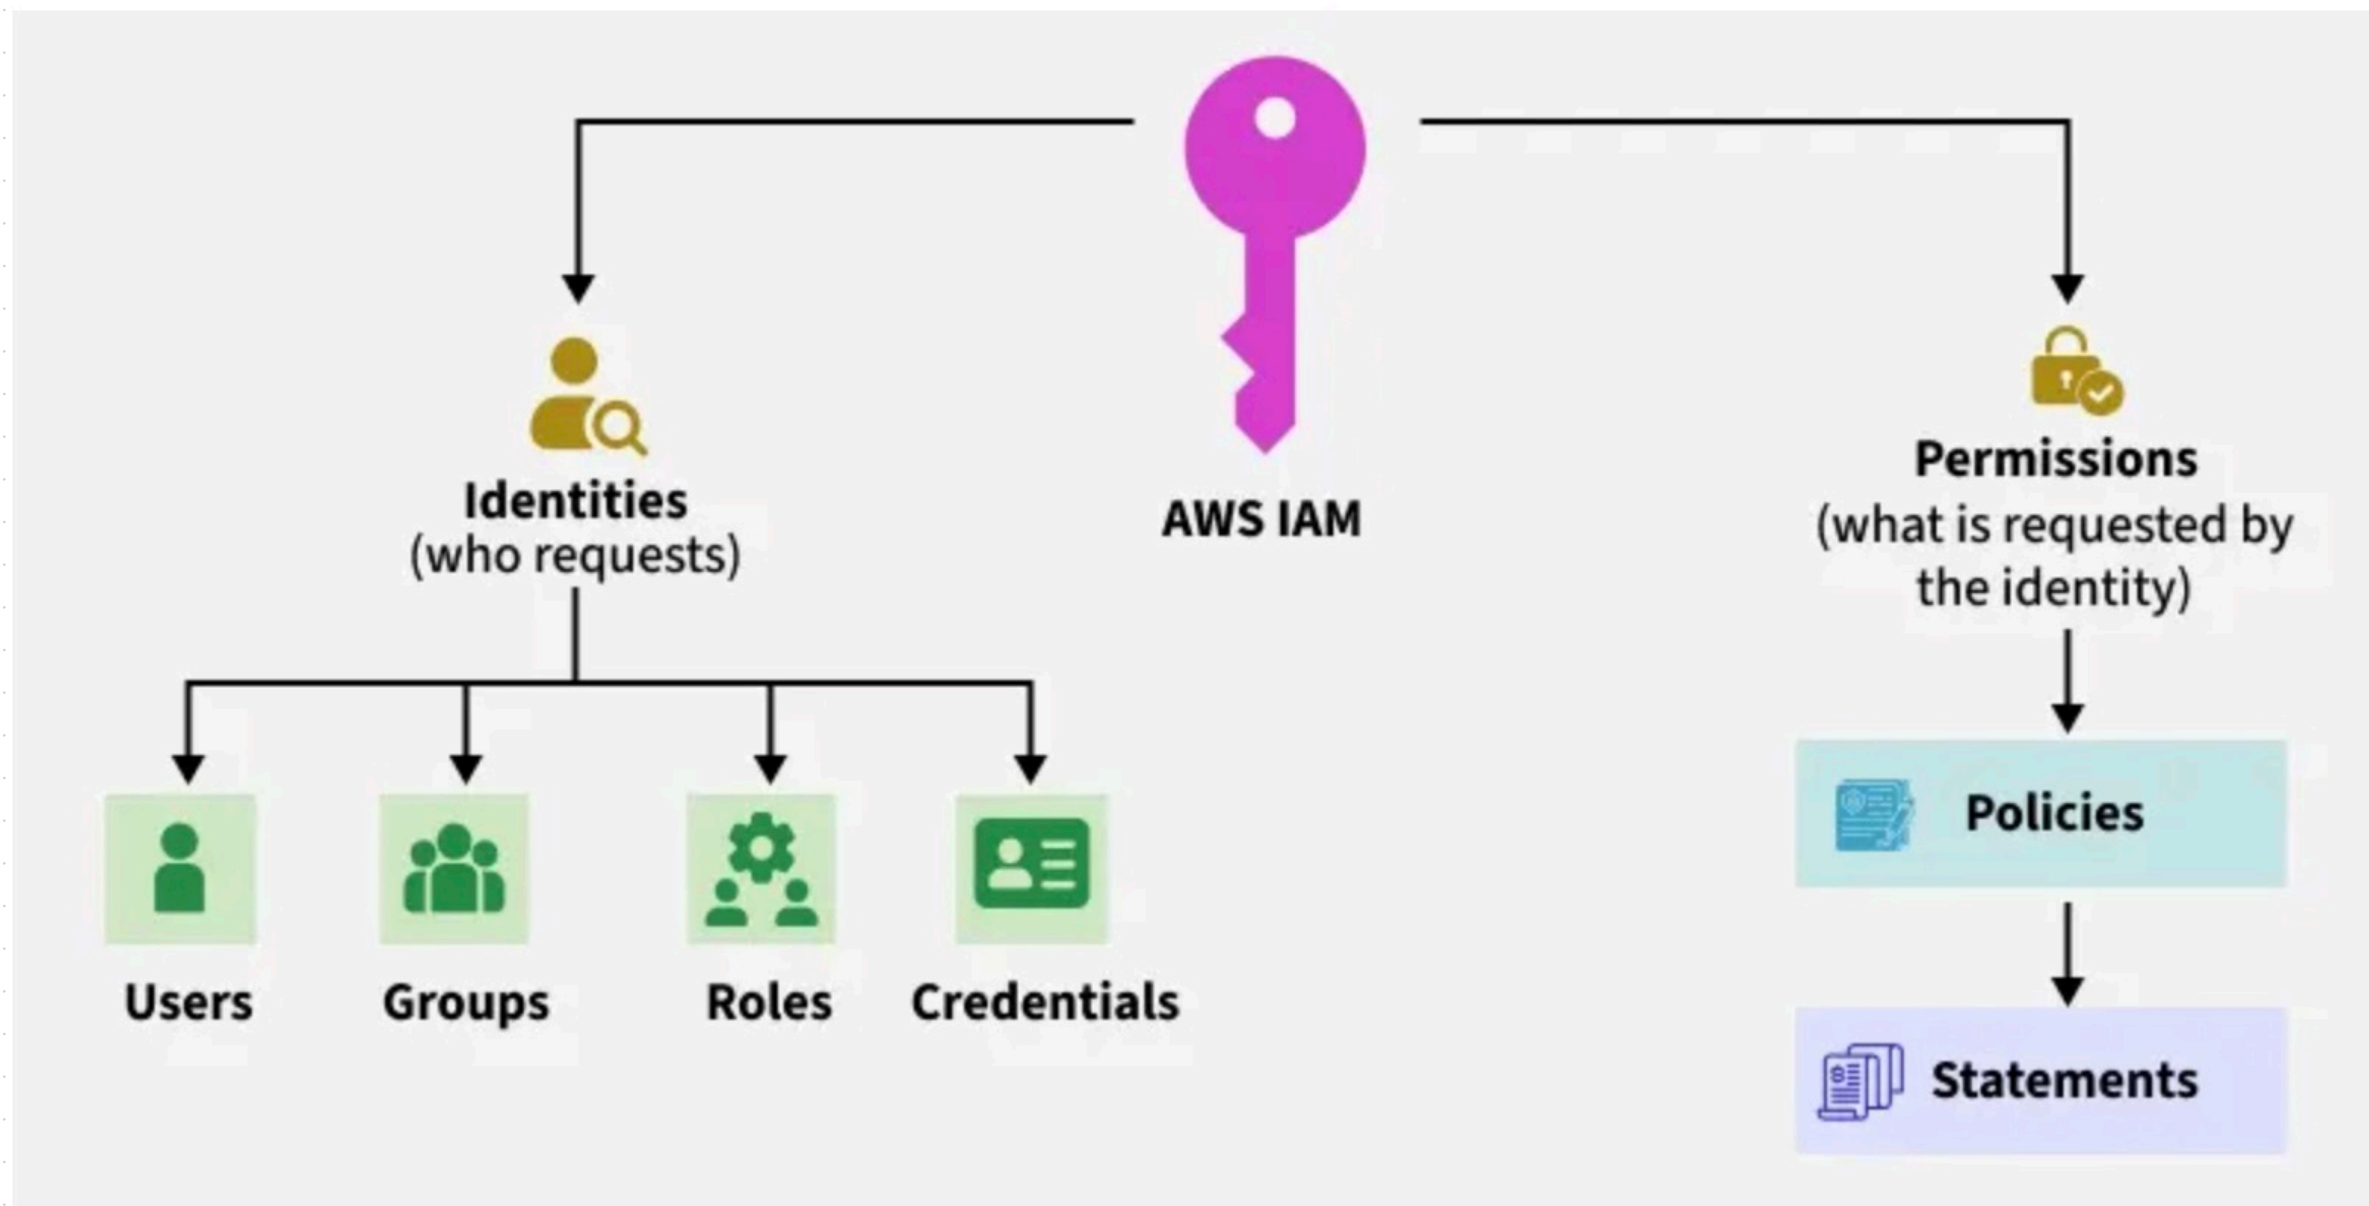 AWS IAM
Identities
(who requests)
Users
Groups
Roles
Credentials
Permissions
(what is requested by
the identity)
Policies
Statements